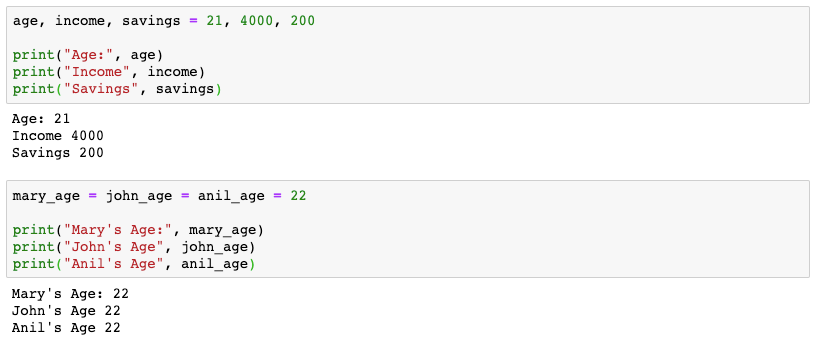 age, income, savings = 21, 4000, 200
print("Age:", age)
print("Income", income)
print("Savings", savings)
Age: 21
Income 4000
Savings 200
mary_age = john_age = anil_age = 22
print("Mary's Age:", mary_age)
print("John's Age", john_age)
print("Anil's Age", anil_age)
Mary's Age: 22
John's Age 22
Anil's Age 22